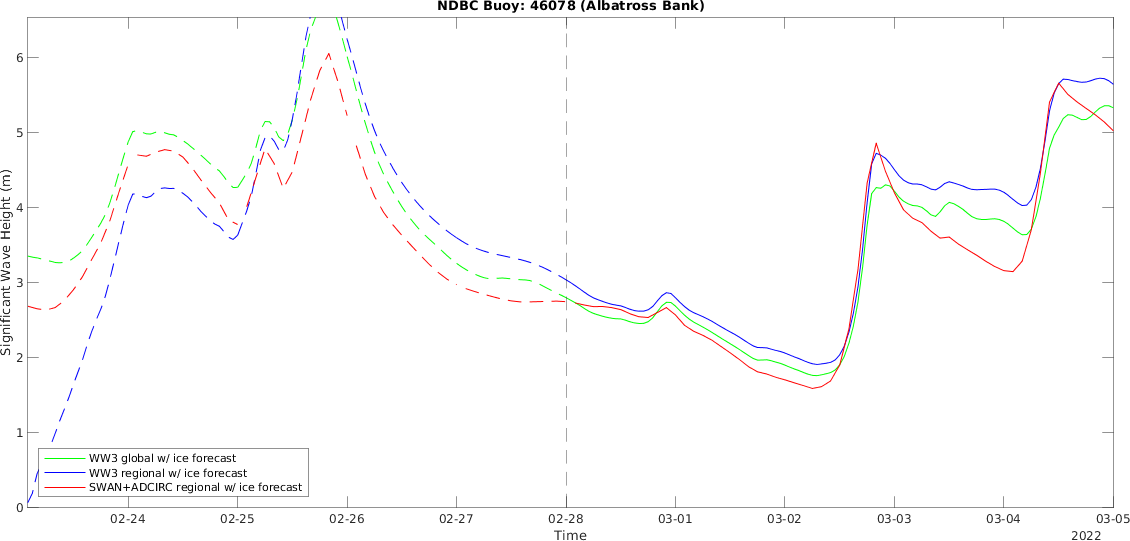 NDBC Buoy: 46078 (Albatross Bank)
Significant Wave Height (m)
6
5
4
3
2
1
0
WW3 global w/ ice forecast
WW3 regional w/ ice forecast
SWAN+ADCIRC regional w/ ice forecast
02-24 02-25 02-26 02-27 02-28 03-01 03-02 03-03 03-04 03-05
Time
2022